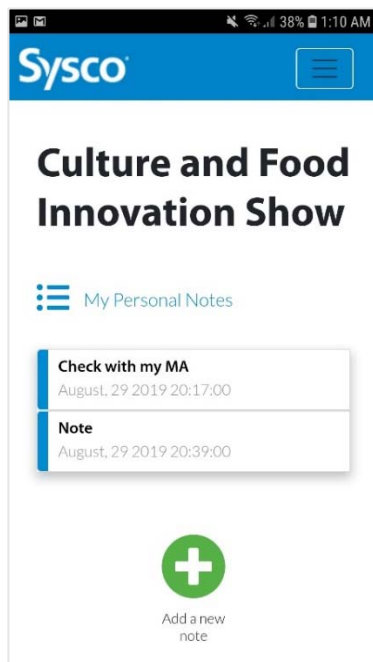 38% 1:10 AM
Sysco
Culture and Food
Innovation Show
My Personal Notes
Check with my MA
August, 29 2019 20:17:00
Note
August, 29 2019 20:39:00
Add a new
note